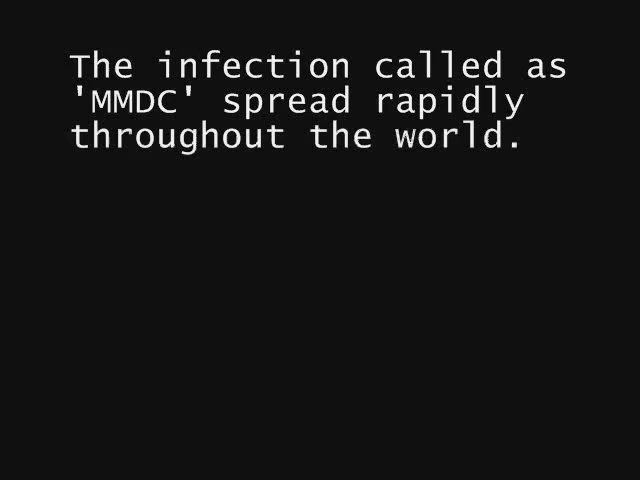 The infection called as
'MMDC' spread rapidly
throughout the world.